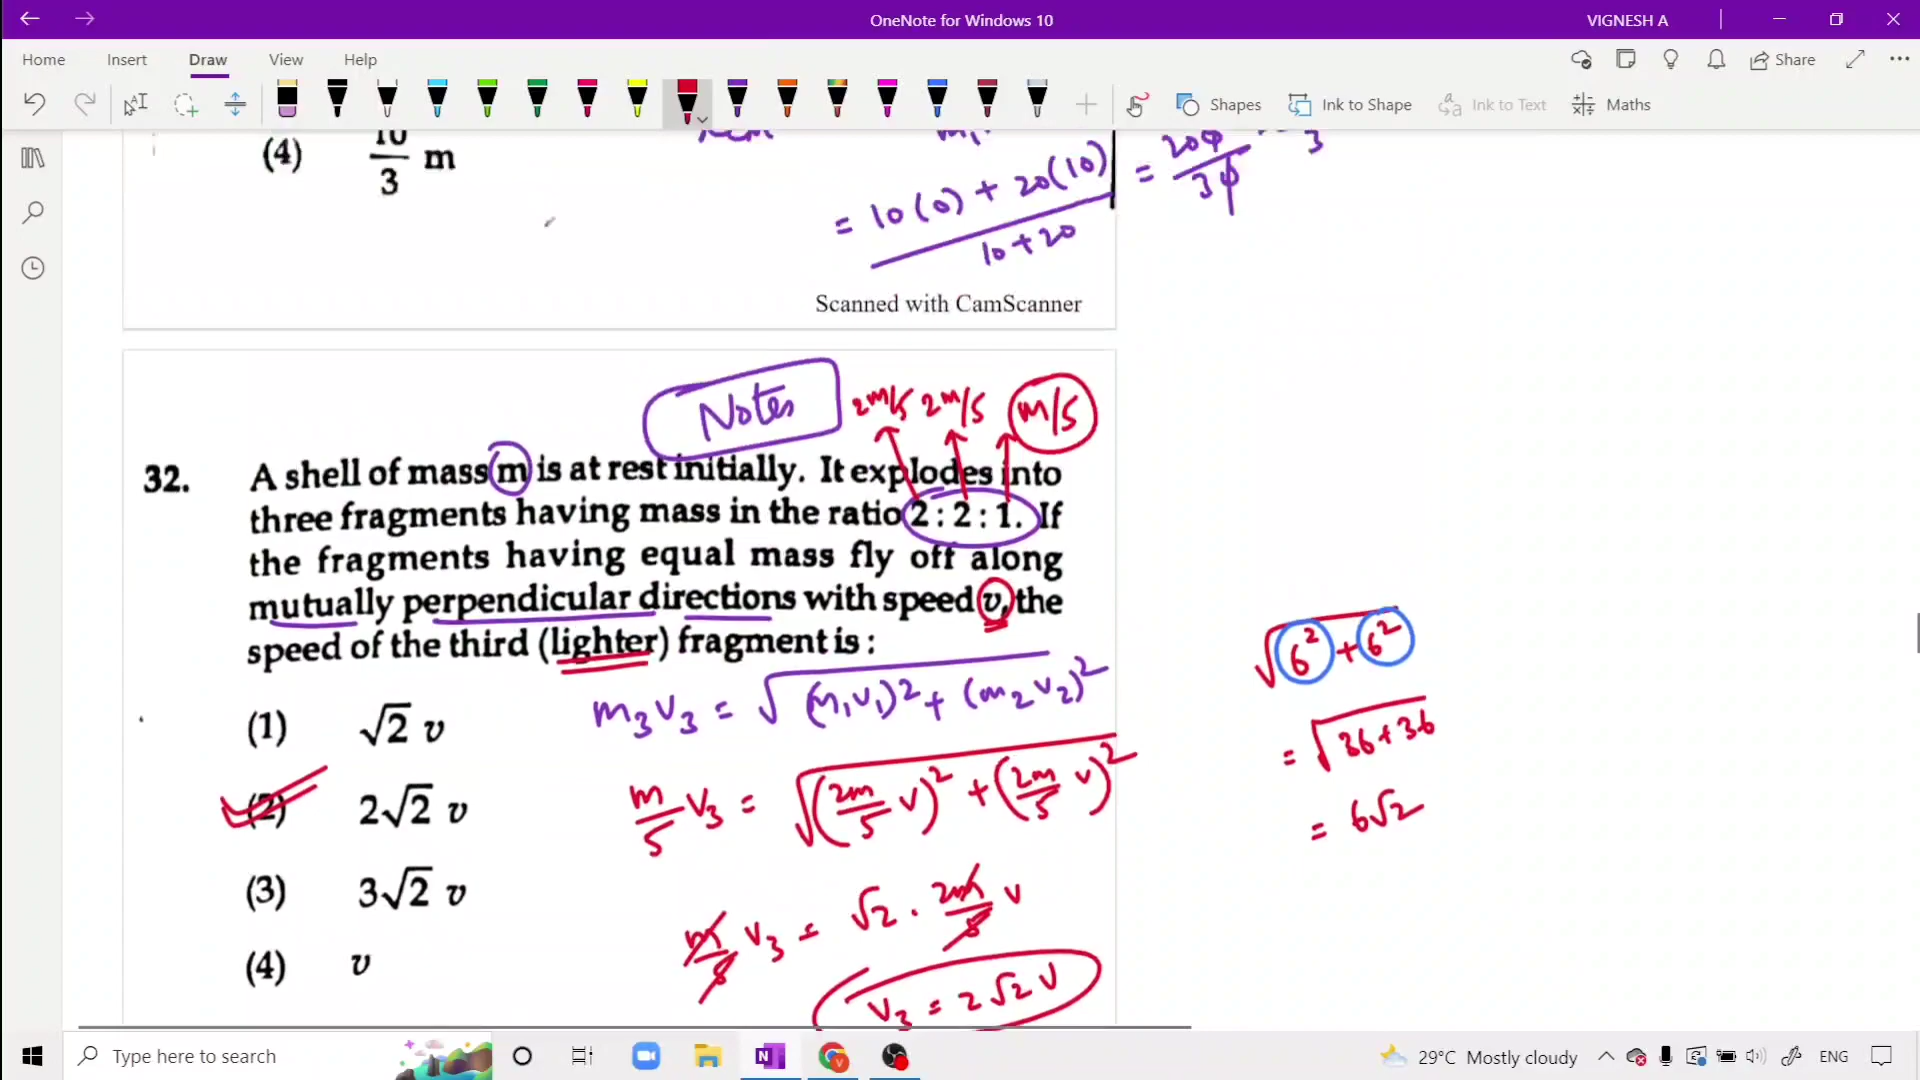 OneNote for Windows 10
VIGNESH A
Home Insert Draw View Help
Share
Shapes Ink to Shape Ink to Text Maths
(4) 10/3 m
= 10(0) + 20(10) / 10+20 = 200/30 3
Scanned with CamScanner
Notes 2m/5 2m/5 m/5
32. A shell of mass m is at rest initially. It explodes into
three fragments having mass in the ratio 2 : 2 : 1. If
the fragments having equal mass fly off along
mutually perpendicular directions with speed v, the
speed of the third (lighter) fragment is :
m₃v₃ = √(m₁v₁)² + (m₂v₂)²
(1) √2 v
m/5 v₃ = √(2m/5 v)² + (2m/5 v)²
(2) 2√2 v
(3) 3√2 v
m/5 v₃ = √2 . 2m/5 v
(4) v
v₃ = 2√2 v
√6² + 6²
= √36+36
= 6√2
Type here to search
29°C Mostly cloudy
ENG